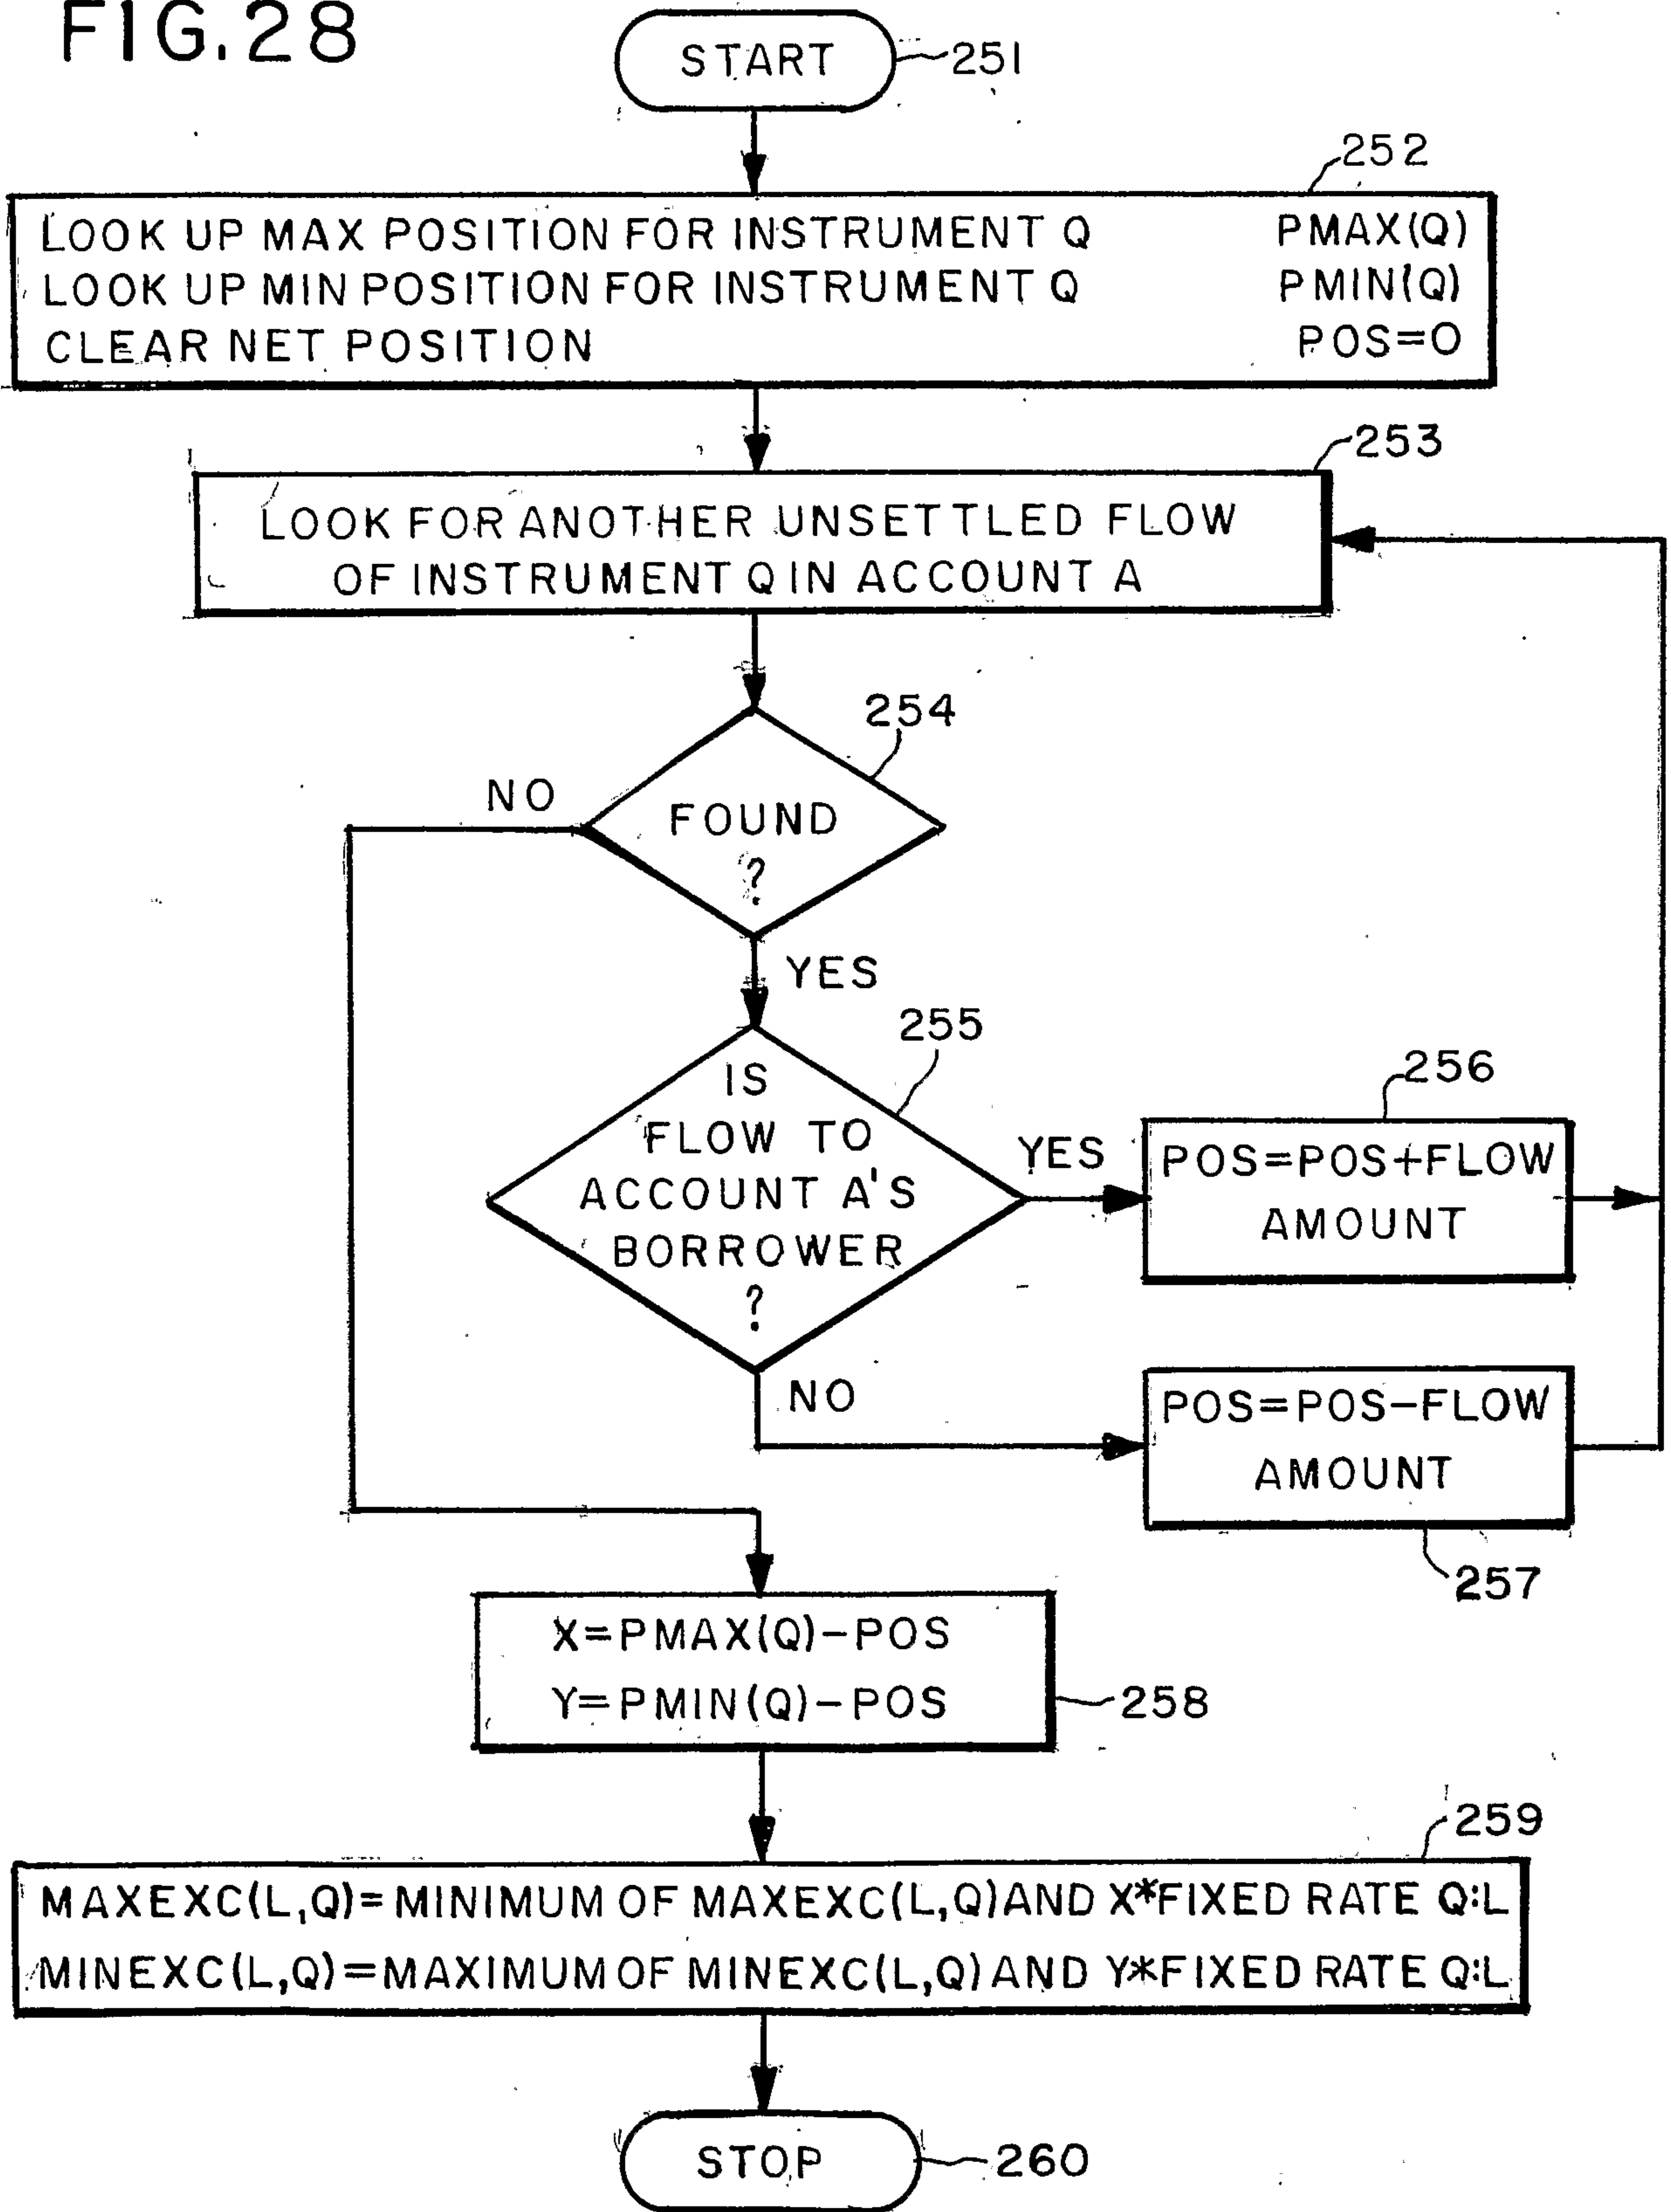 FIG.28
START
251
252
LOOK UP MAX POSITION FOR INSTRUMENT Q PMAX(Q)
LOOK UP MIN POSITION FOR INSTRUMENT Q PMIN(Q)
CLEAR NET POSITION POS=0
253
LOOK FOR ANOTHER UNSETTLED FLOW
OF INSTRUMENT Q IN ACCOUNT A
254
NO
FOUND
?
YES
255
IS
FLOW TO
ACCOUNT A'S
BORROWER
?
YES
256
POS=POS+FLOW
AMOUNT
NO
POS=POS-FLOW
AMOUNT
257
X=PMAX(Q)-POS
Y=PMIN(Q)-POS
258
259
MAXEXC(L,Q)=MINIMUM OF MAXEXC(L,Q) AND X*FIXED RATE Q:L
MINEXC(L,Q)=MAXIMUM OF MINEXC(L,Q) AND Y*FIXED RATE Q:L
STOP
260